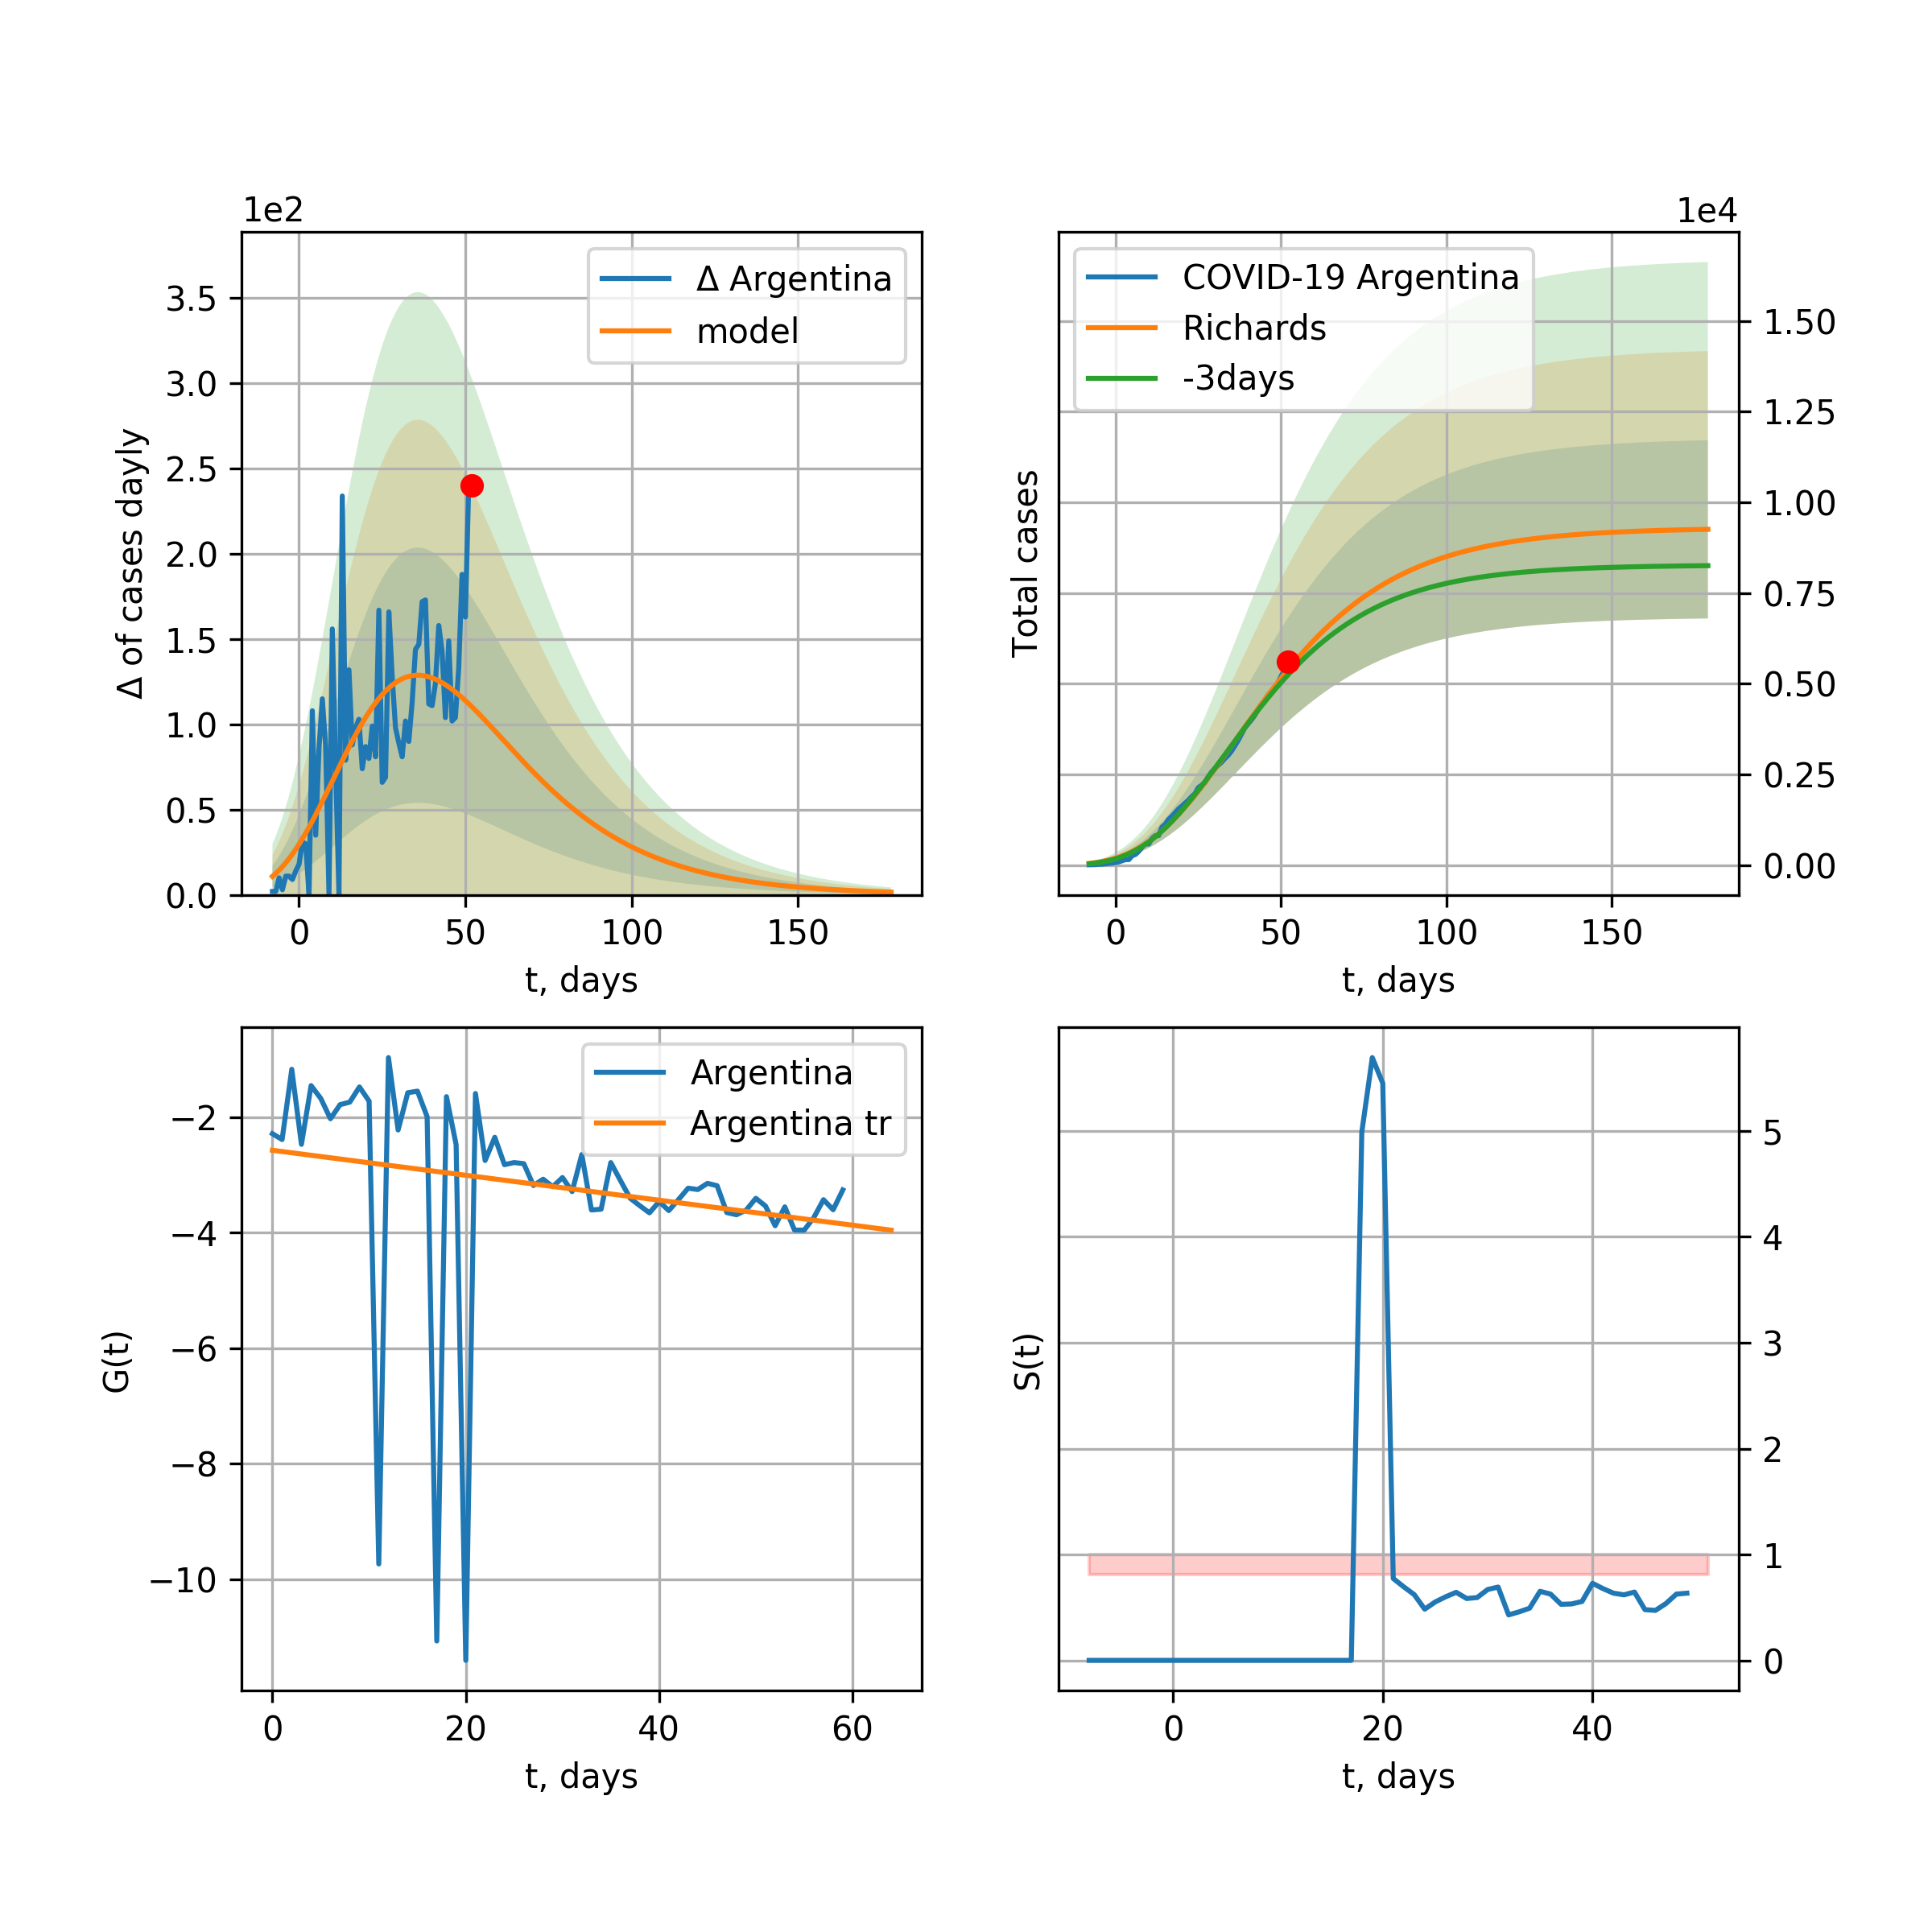 1e2
Δ Argentina
model
3.5
3.0
2.5
2.0
1.5
1.0
0.5
0.0
Δ of cases dayly
0 50 100 150
t, days
1e4
COVID-19 Argentina
Richards
-3days
1.50
1.25
1.00
0.75
0.50
0.25
0.00
Total cases
0 50 100 150
t, days
Argentina
Argentina tr
−2
−4
−6
−8
−10
G(t)
0 20 40 60
t, days
5
4
3
2
1
0
S(t)
0 20 40
t, days